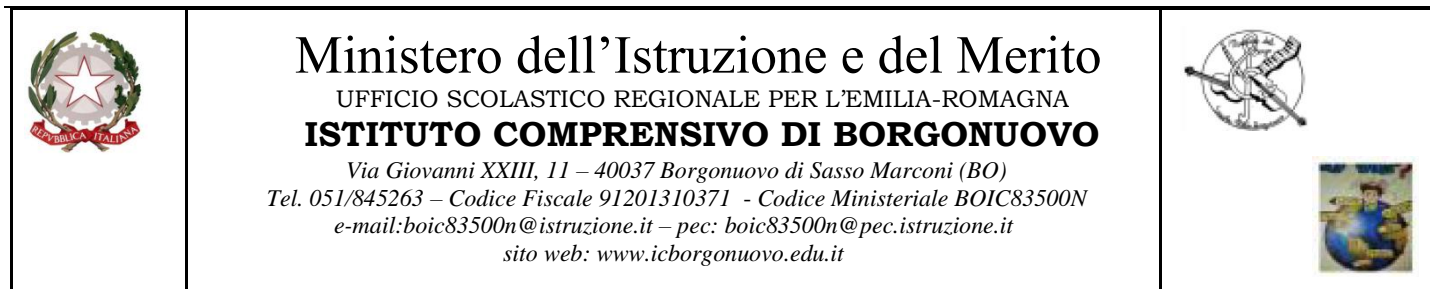 Ministero dell’Istruzione e del Merito
UFFICIO SCOLASTICO REGIONALE PER L’EMILIA-ROMAGNA
ISTITUTO COMPRENSIVO DI BORGONUOVO
Via Giovanni XXIII, 11 – 40037 Borgonuovo di Sasso Marconi (BO)
Tel. 051/845263 – Codice Fiscale 91201310371 - Codice Ministeriale BOIC83500N
e-mail:boic83500n@istruzione.it – pec: boic83500n@pec.istruzione.it
sito web: www.icborgonuovo.edu.it
REPVBBLICA ITALIANA